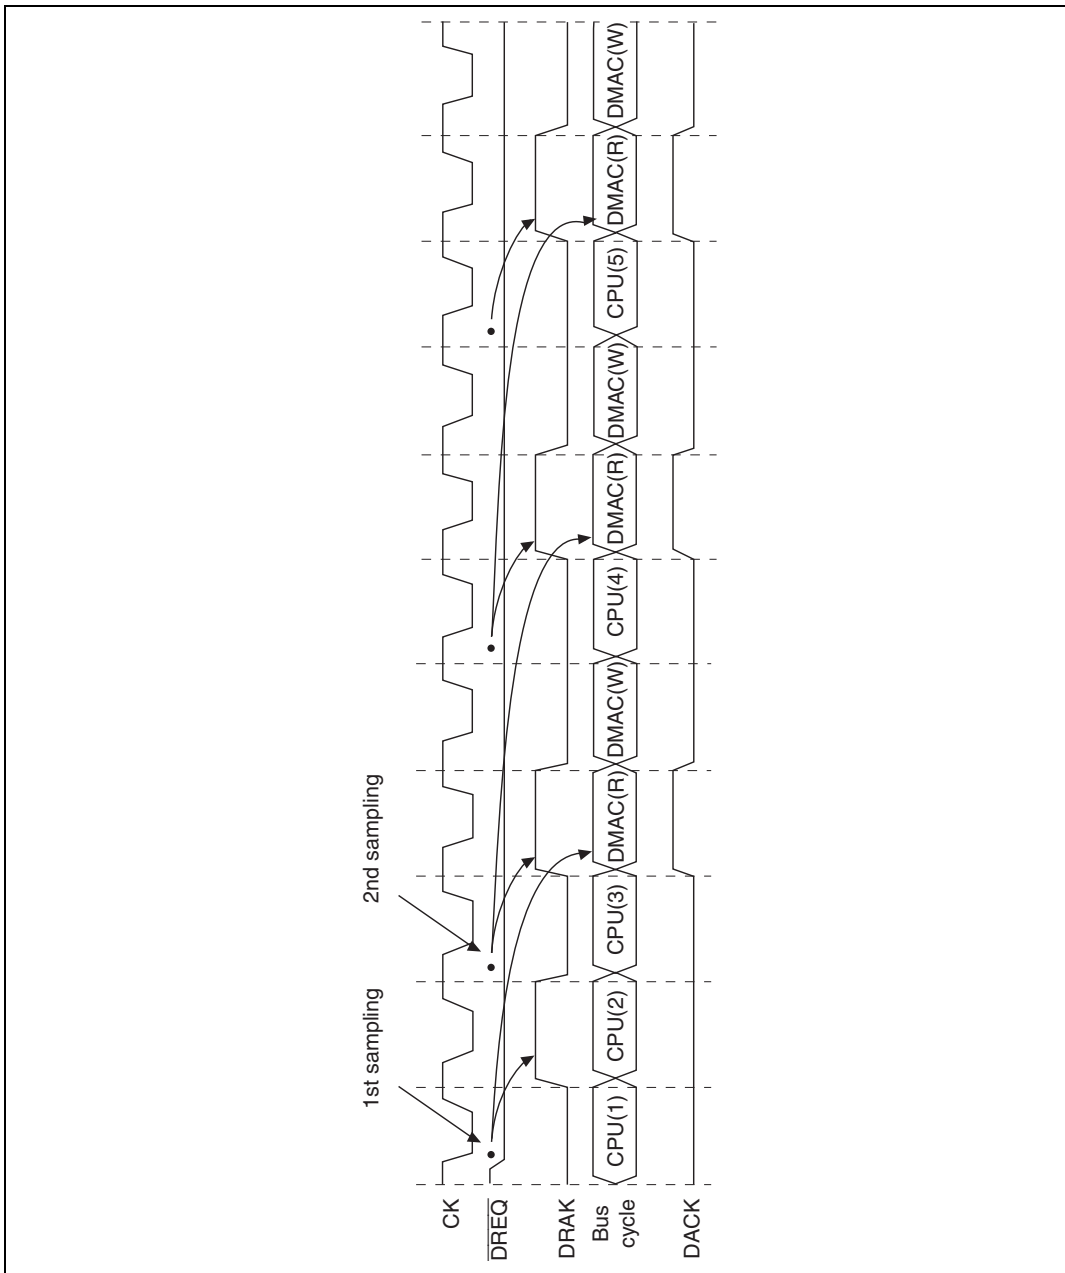 1st sampling
2nd sampling
CK
DREQ
DRAK
Bus
cycle
CPU(1)
CPU(2)
CPU(3)
DMAC(R)
DMAC(W)
CPU(4)
DMAC(R)
DMAC(W)
CPU(5)
DMAC(R)
DMAC(W)
DACK